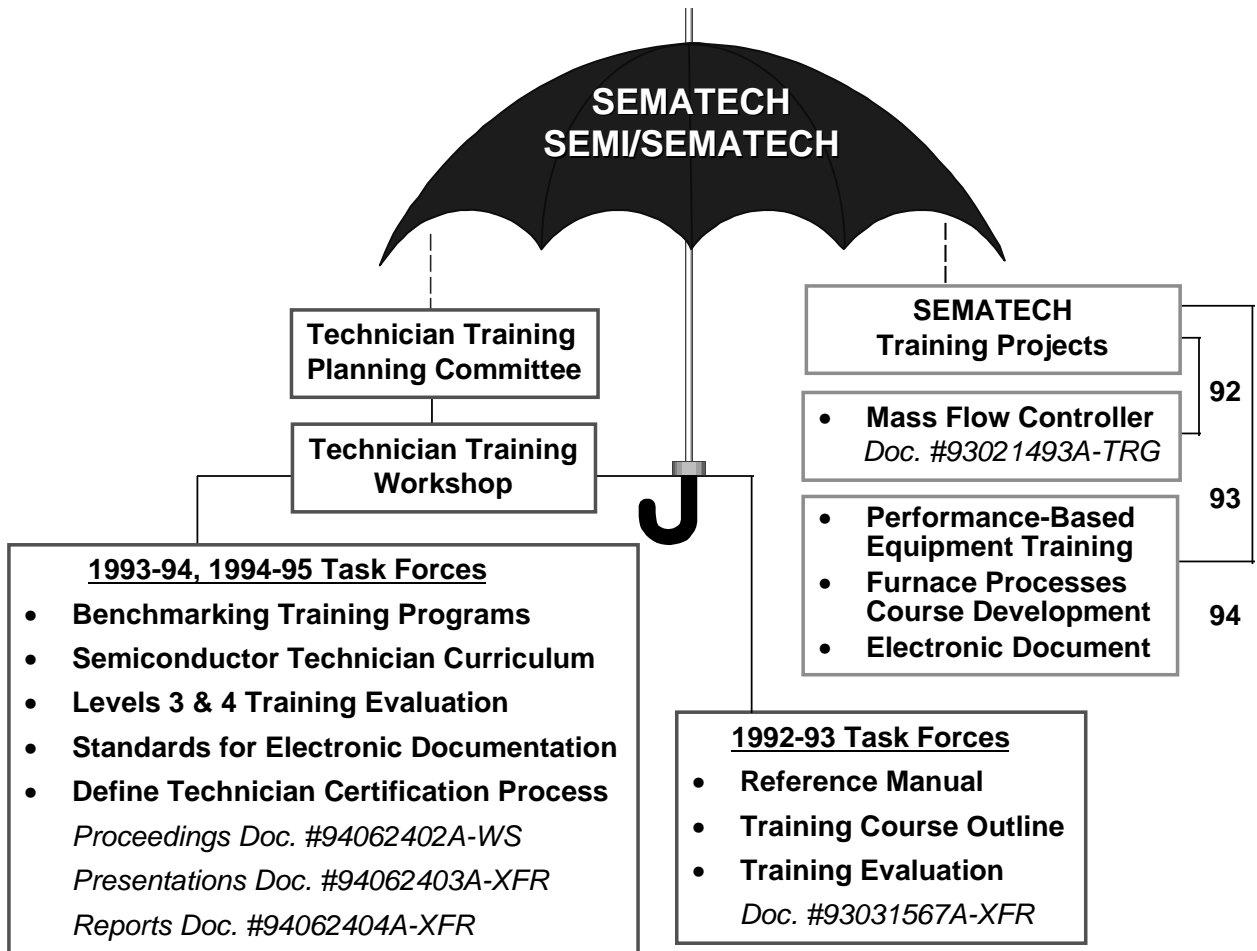 SEMATECH
SEMI/SEMATECH
Technician Training
Planning Committee
Technician Training
Workshop
SEMATECH
Training Projects
92
• Mass Flow Controller
Doc. #93021493A-TRG
93
• Performance-Based
Equipment Training
• Furnace Processes
Course Development
• Electronic Document
94
1993-94, 1994-95 Task Forces
• Benchmarking Training Programs
• Semiconductor Technician Curriculum
• Levels 3 & 4 Training Evaluation
• Standards for Electronic Documentation
• Define Technician Certification Process
Proceedings Doc. #94062402A-WS
Presentations Doc. #94062403A-XFR
Reports Doc. #94062404A-XFR
1992-93 Task Forces
• Reference Manual
• Training Course Outline
• Training Evaluation
Doc. #93031567A-XFR